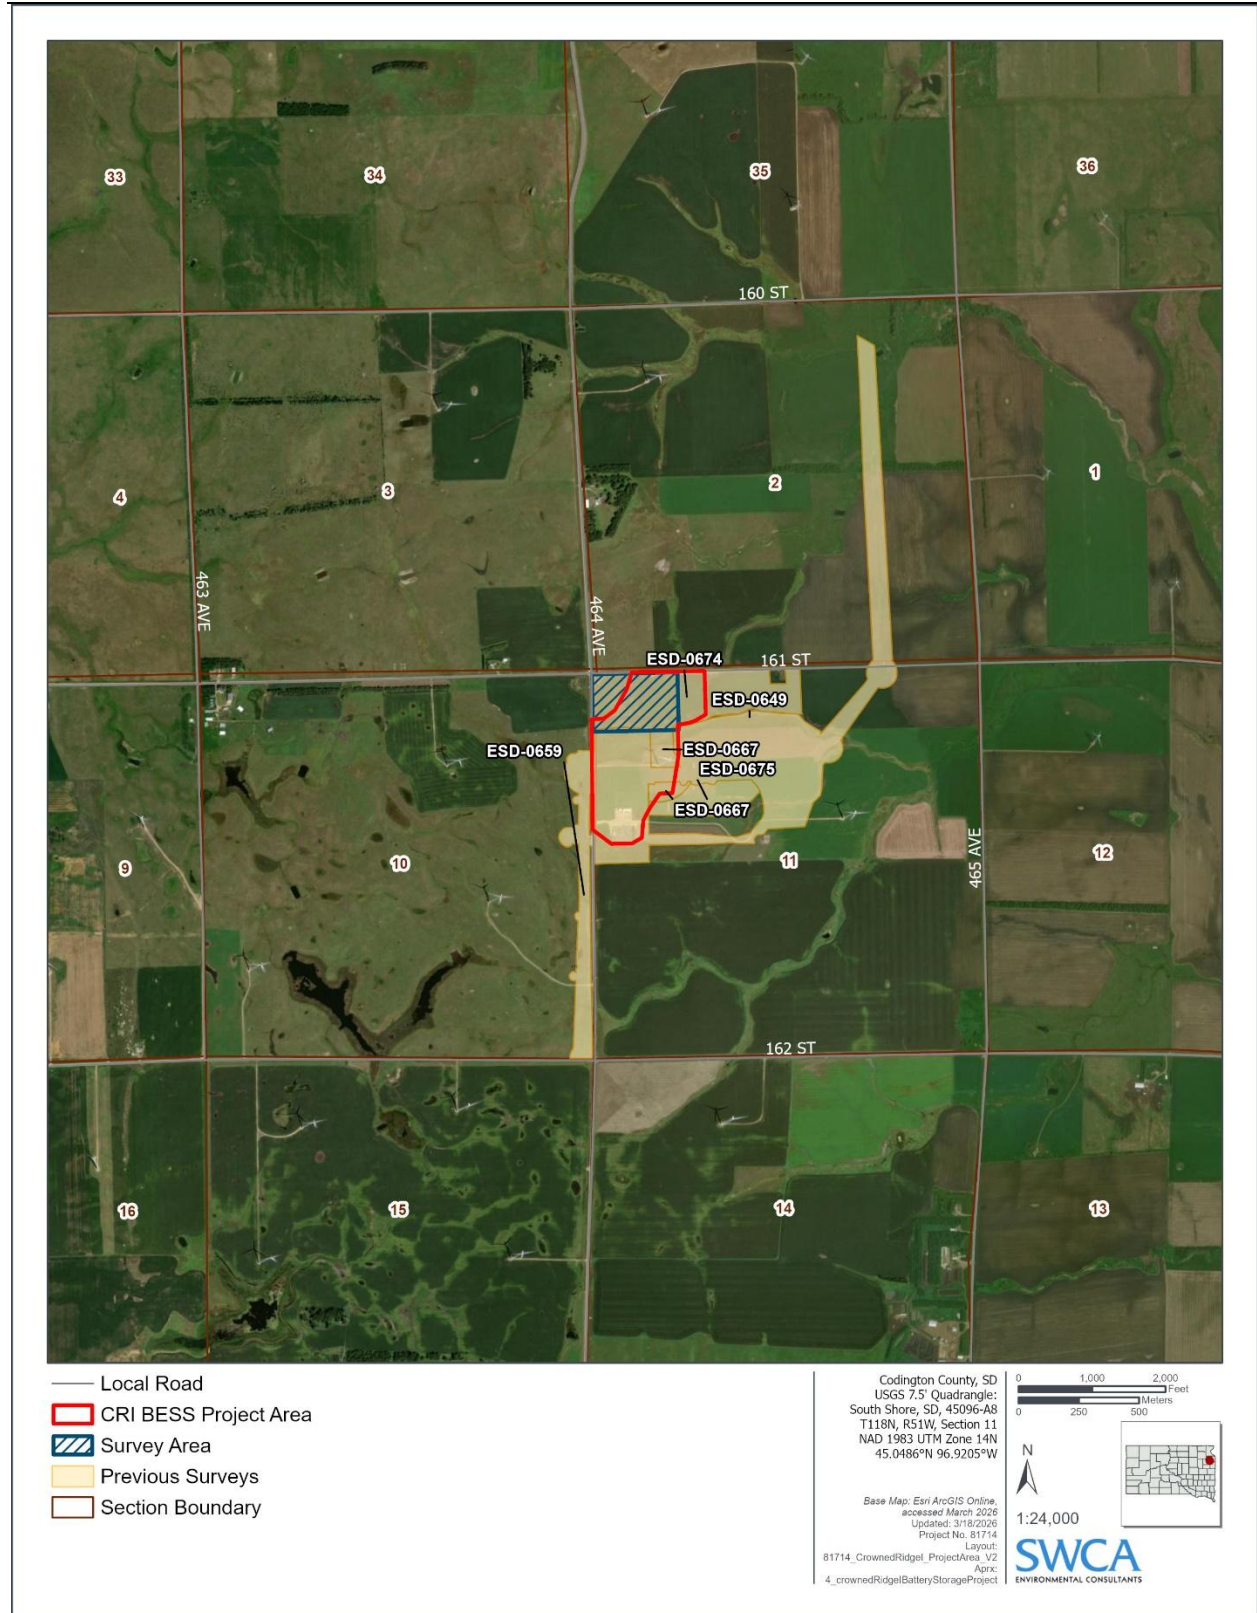 33
34
35
36
160 ST
4
3
2
1
463 AVE
464 AVE
ESD-0674
161 ST
ESD-0649
ESD-0659
ESD-0667
ESD-0675
ESD-0667
9
10
11
12
465 AVE
162 ST
16
15
14
13
Local Road
CRI BESS Project Area
Survey Area
Previous Surveys
Section Boundary
Codington County, SD
USGS 7.5' Quadrangle:
South Shore, SD, 45096-A8
T118N, R51W, Section 11
NAD 1983 UTM Zone 14N
45.0486°N 96.9205°W
Base Map: Esri ArcGIS Online,
accessed March 2026
Updated: 3/18/2026
Project No. 81714
Layout:
81714_CrownedRidgeI_ProjectArea_V2
Aprx:
4_crownedRidgeIBatteryStorageProject
0 1,000 2,000
Feet
Meters
0 250 500
N
1:24,000
SWCA
ENVIRONMENTAL CONSULTANTS